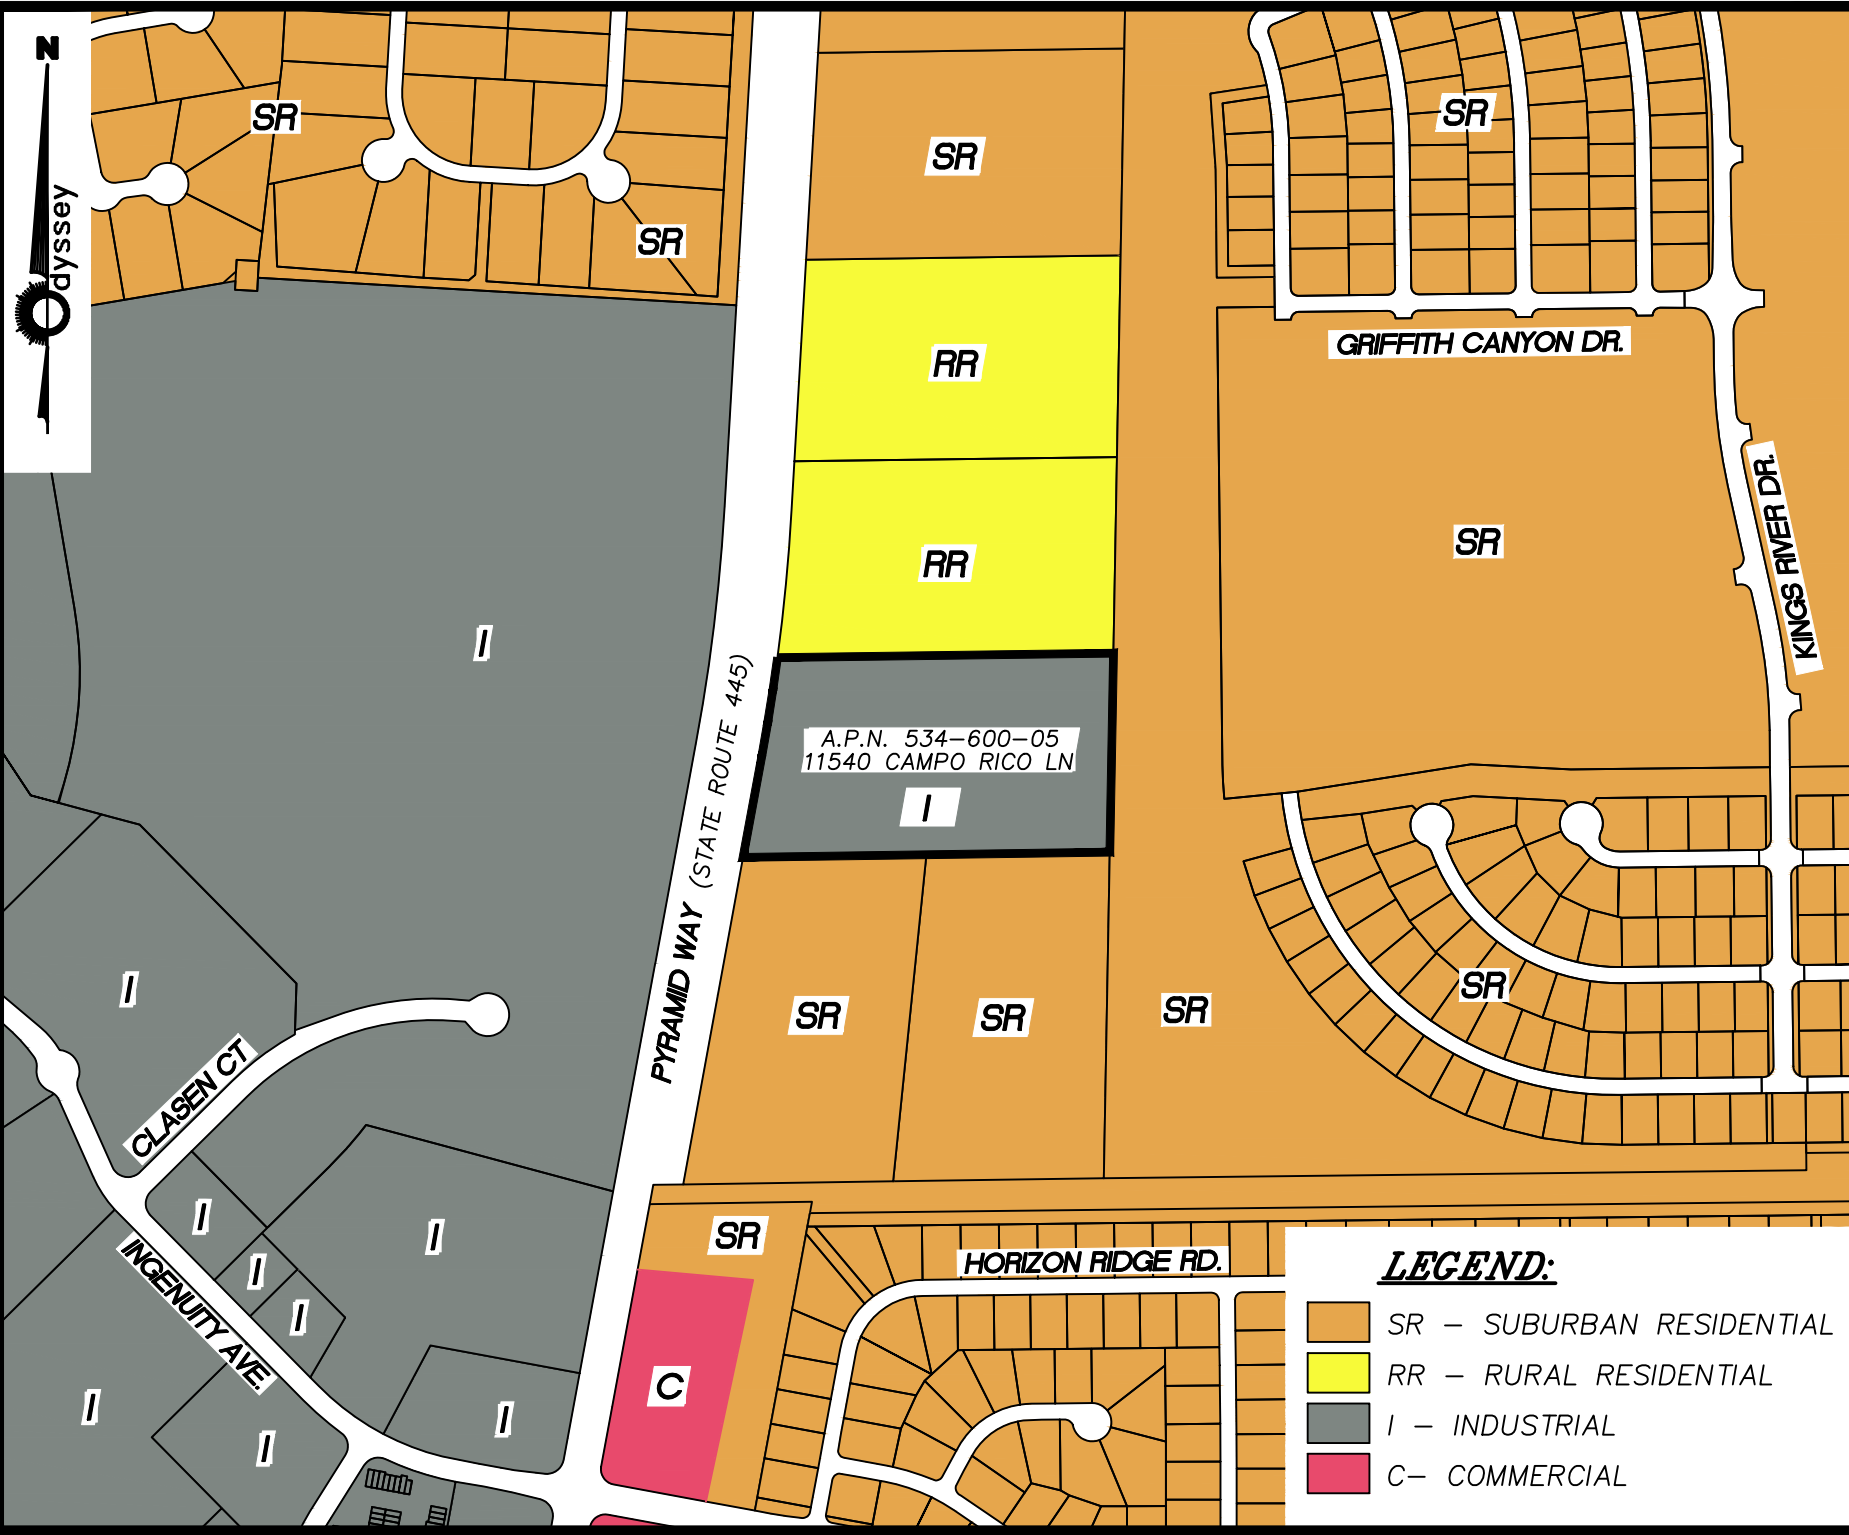 N
dyssey
SR
SR
SR
SR
GRIFFITH CANYON DR.
RR
KINGS RIVER DR.
RR
SR
I
PYRAMID WAY (STATE ROUTE 445)
A.P.N. 534-600-05
11540 CAMPO RICO LN
I
I
SR
SR
SR
SR
CLASEN CT
I
I
I
I
INGENUITY AVE.
I
I
I
SR
C
HORIZON RIDGE RD.
LEGEND:
SR - SUBURBAN RESIDENTIAL
RR - RURAL RESIDENTIAL
I - INDUSTRIAL
C- COMMERCIAL